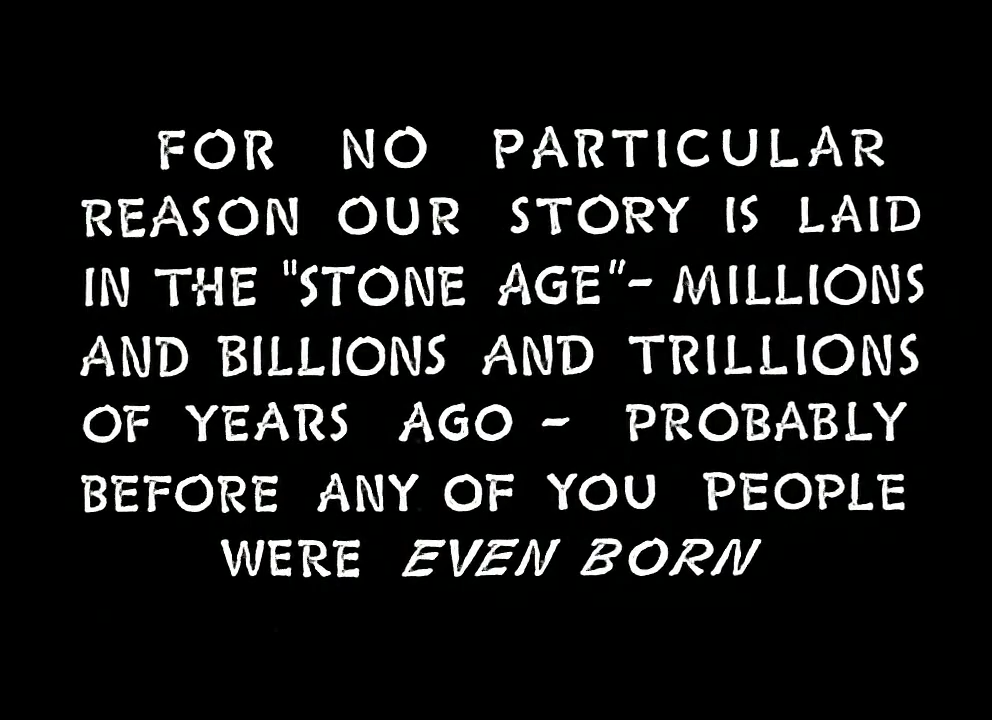 FOR NO PARTICULAR
REASON OUR STORY IS LAID
IN THE "STONE AGE"- MILLIONS
AND BILLIONS AND TRILLIONS
OF YEARS AGO - PROBABLY
BEFORE ANY OF YOU PEOPLE
WERE EVEN BORN